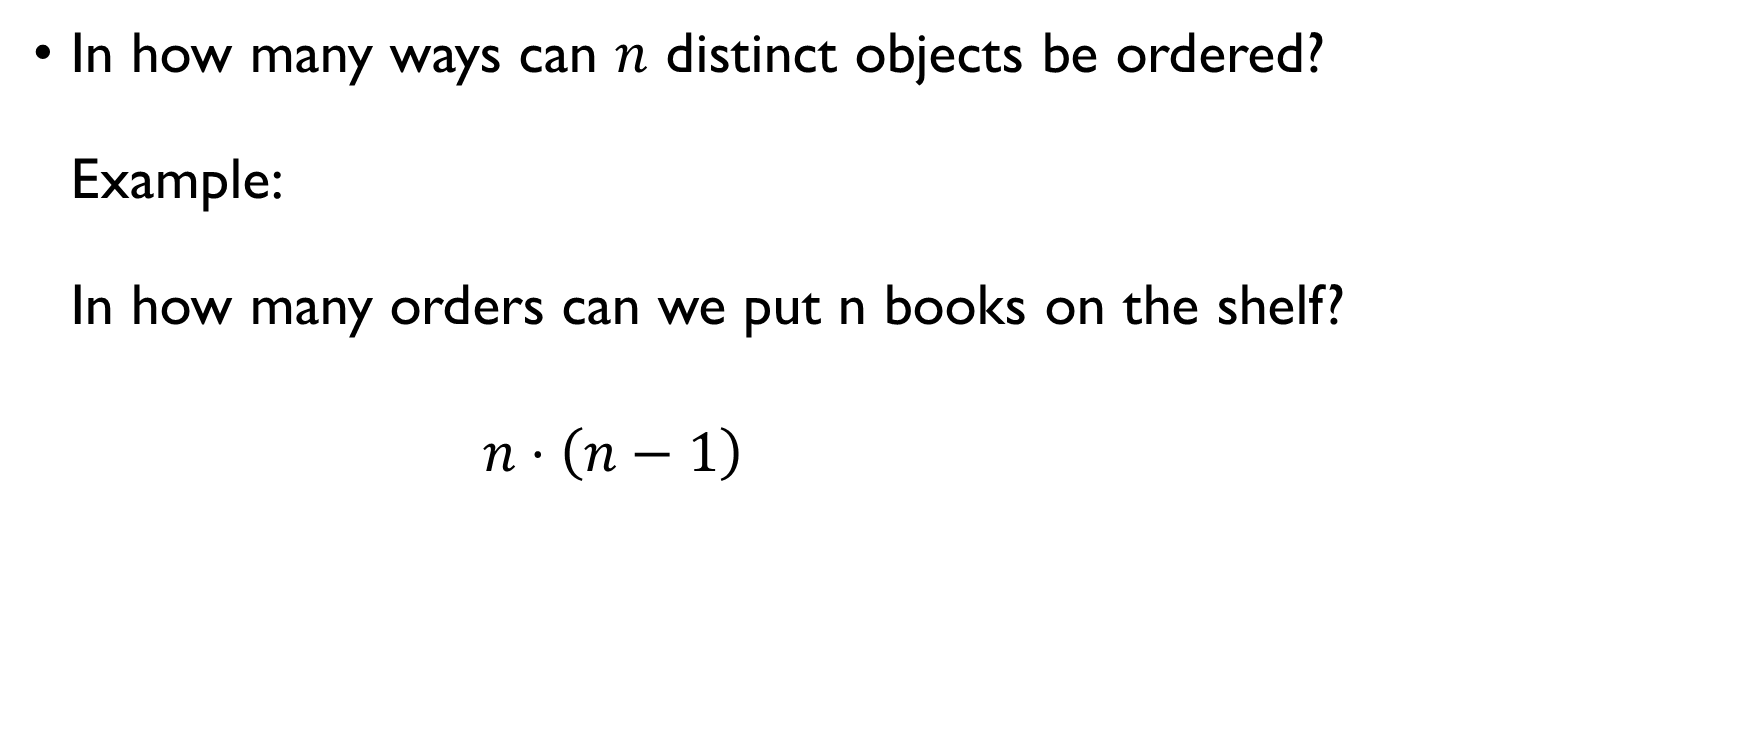 • In how many ways can 𝑛 distinct objects be ordered?
Example:
In how many orders can we put n books on the shelf?
𝑛 · (𝑛 − 1)